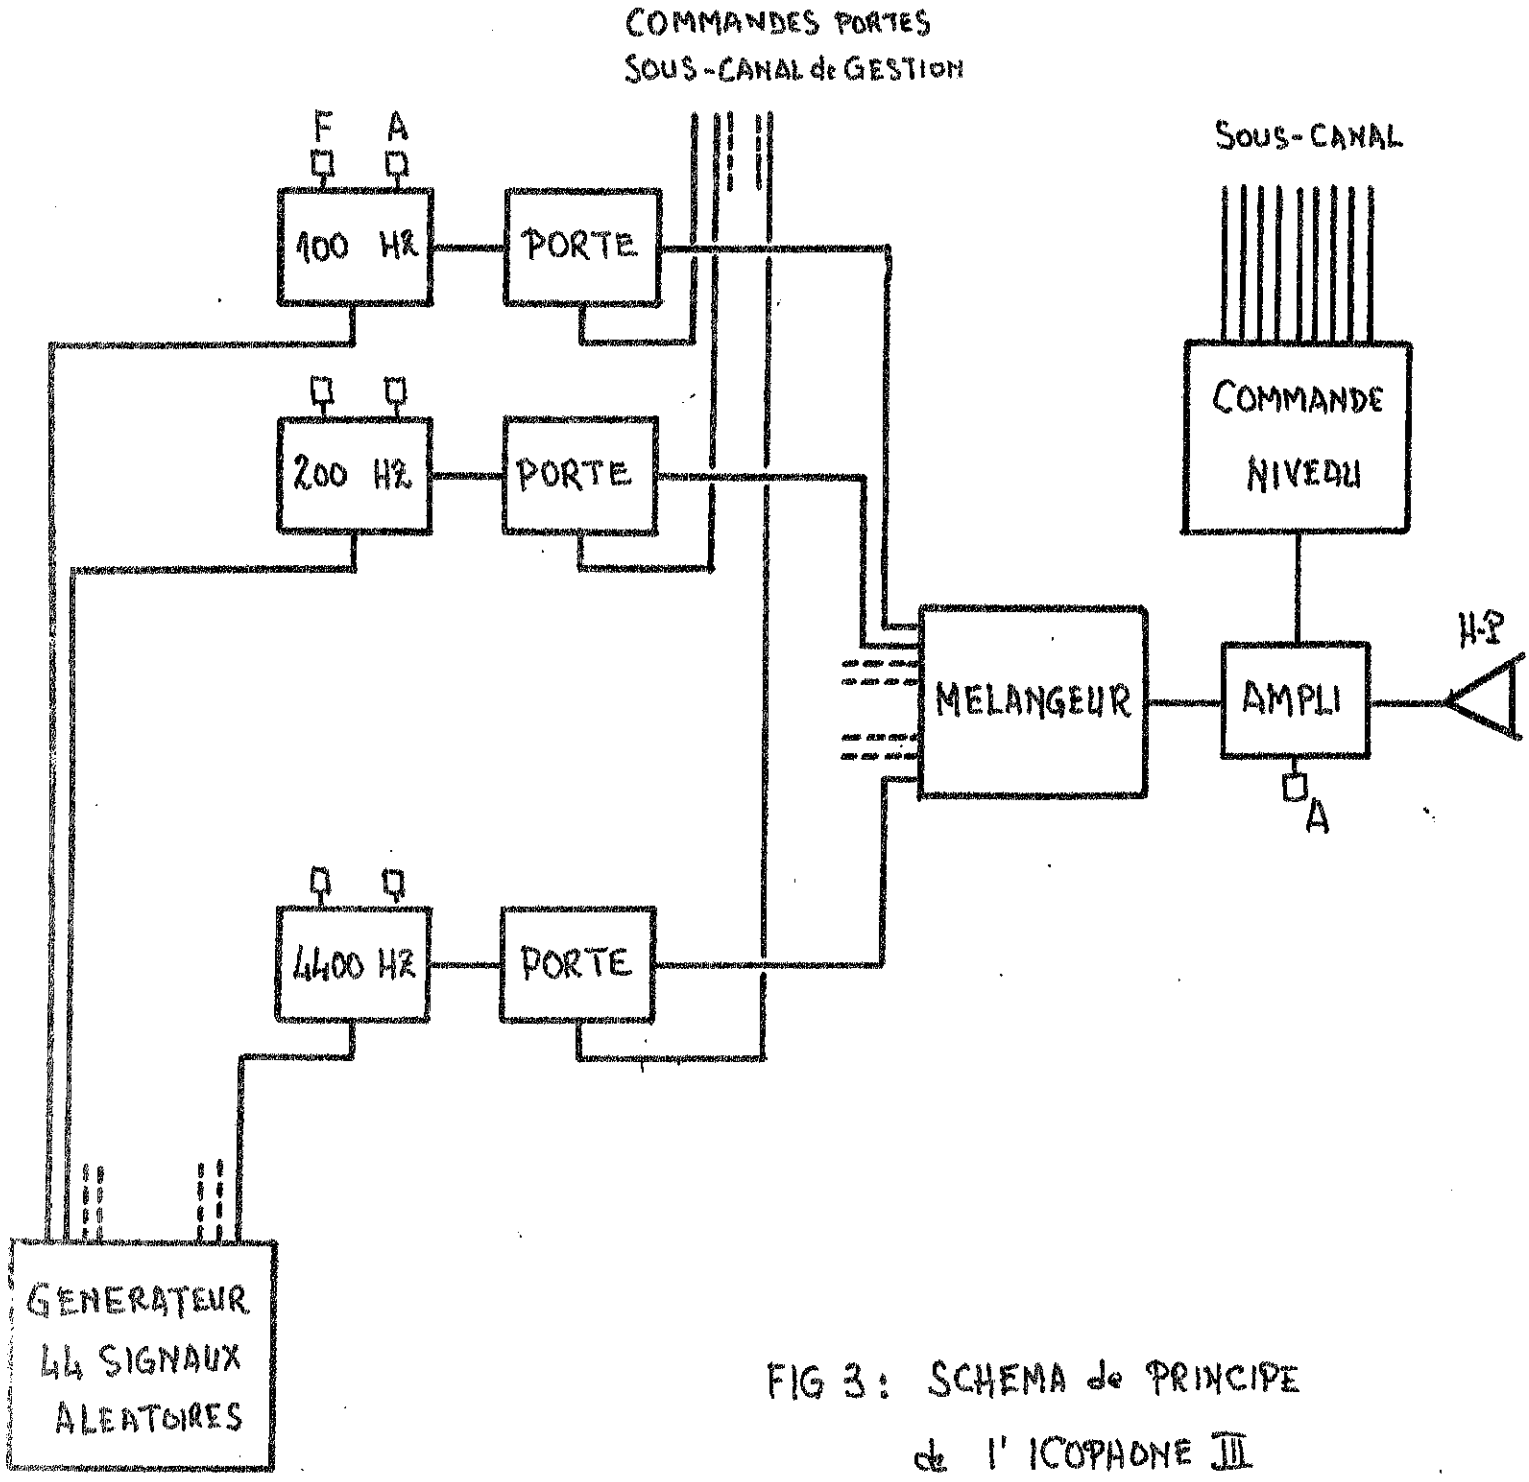 COMMANDES PORTES
SOUS-CANAL de GESTION
SOUS-CANAL
F A
100 HZ
PORTE
200 HZ
PORTE
COMMANDE
NIVEAU
H-P
MELANGEUR
AMPLI
A
4400 HZ
PORTE
GENERATEUR
44 SIGNAUX
ALEATOIRES
FIG 3: SCHEMA de PRINCIPE
de l' ICOPHONE III